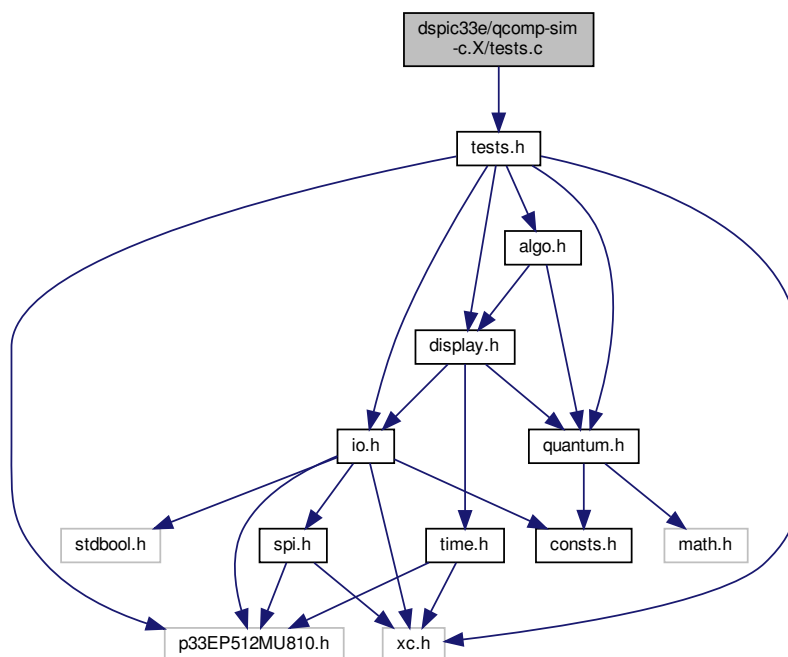 dspic33e/qcomp-sim
-c.X/tests.c
tests.h
algo.h
display.h
io.h
quantum.h
stdbool.h
spi.h
time.h
consts.h
math.h
p33EP512MU810.h
xc.h